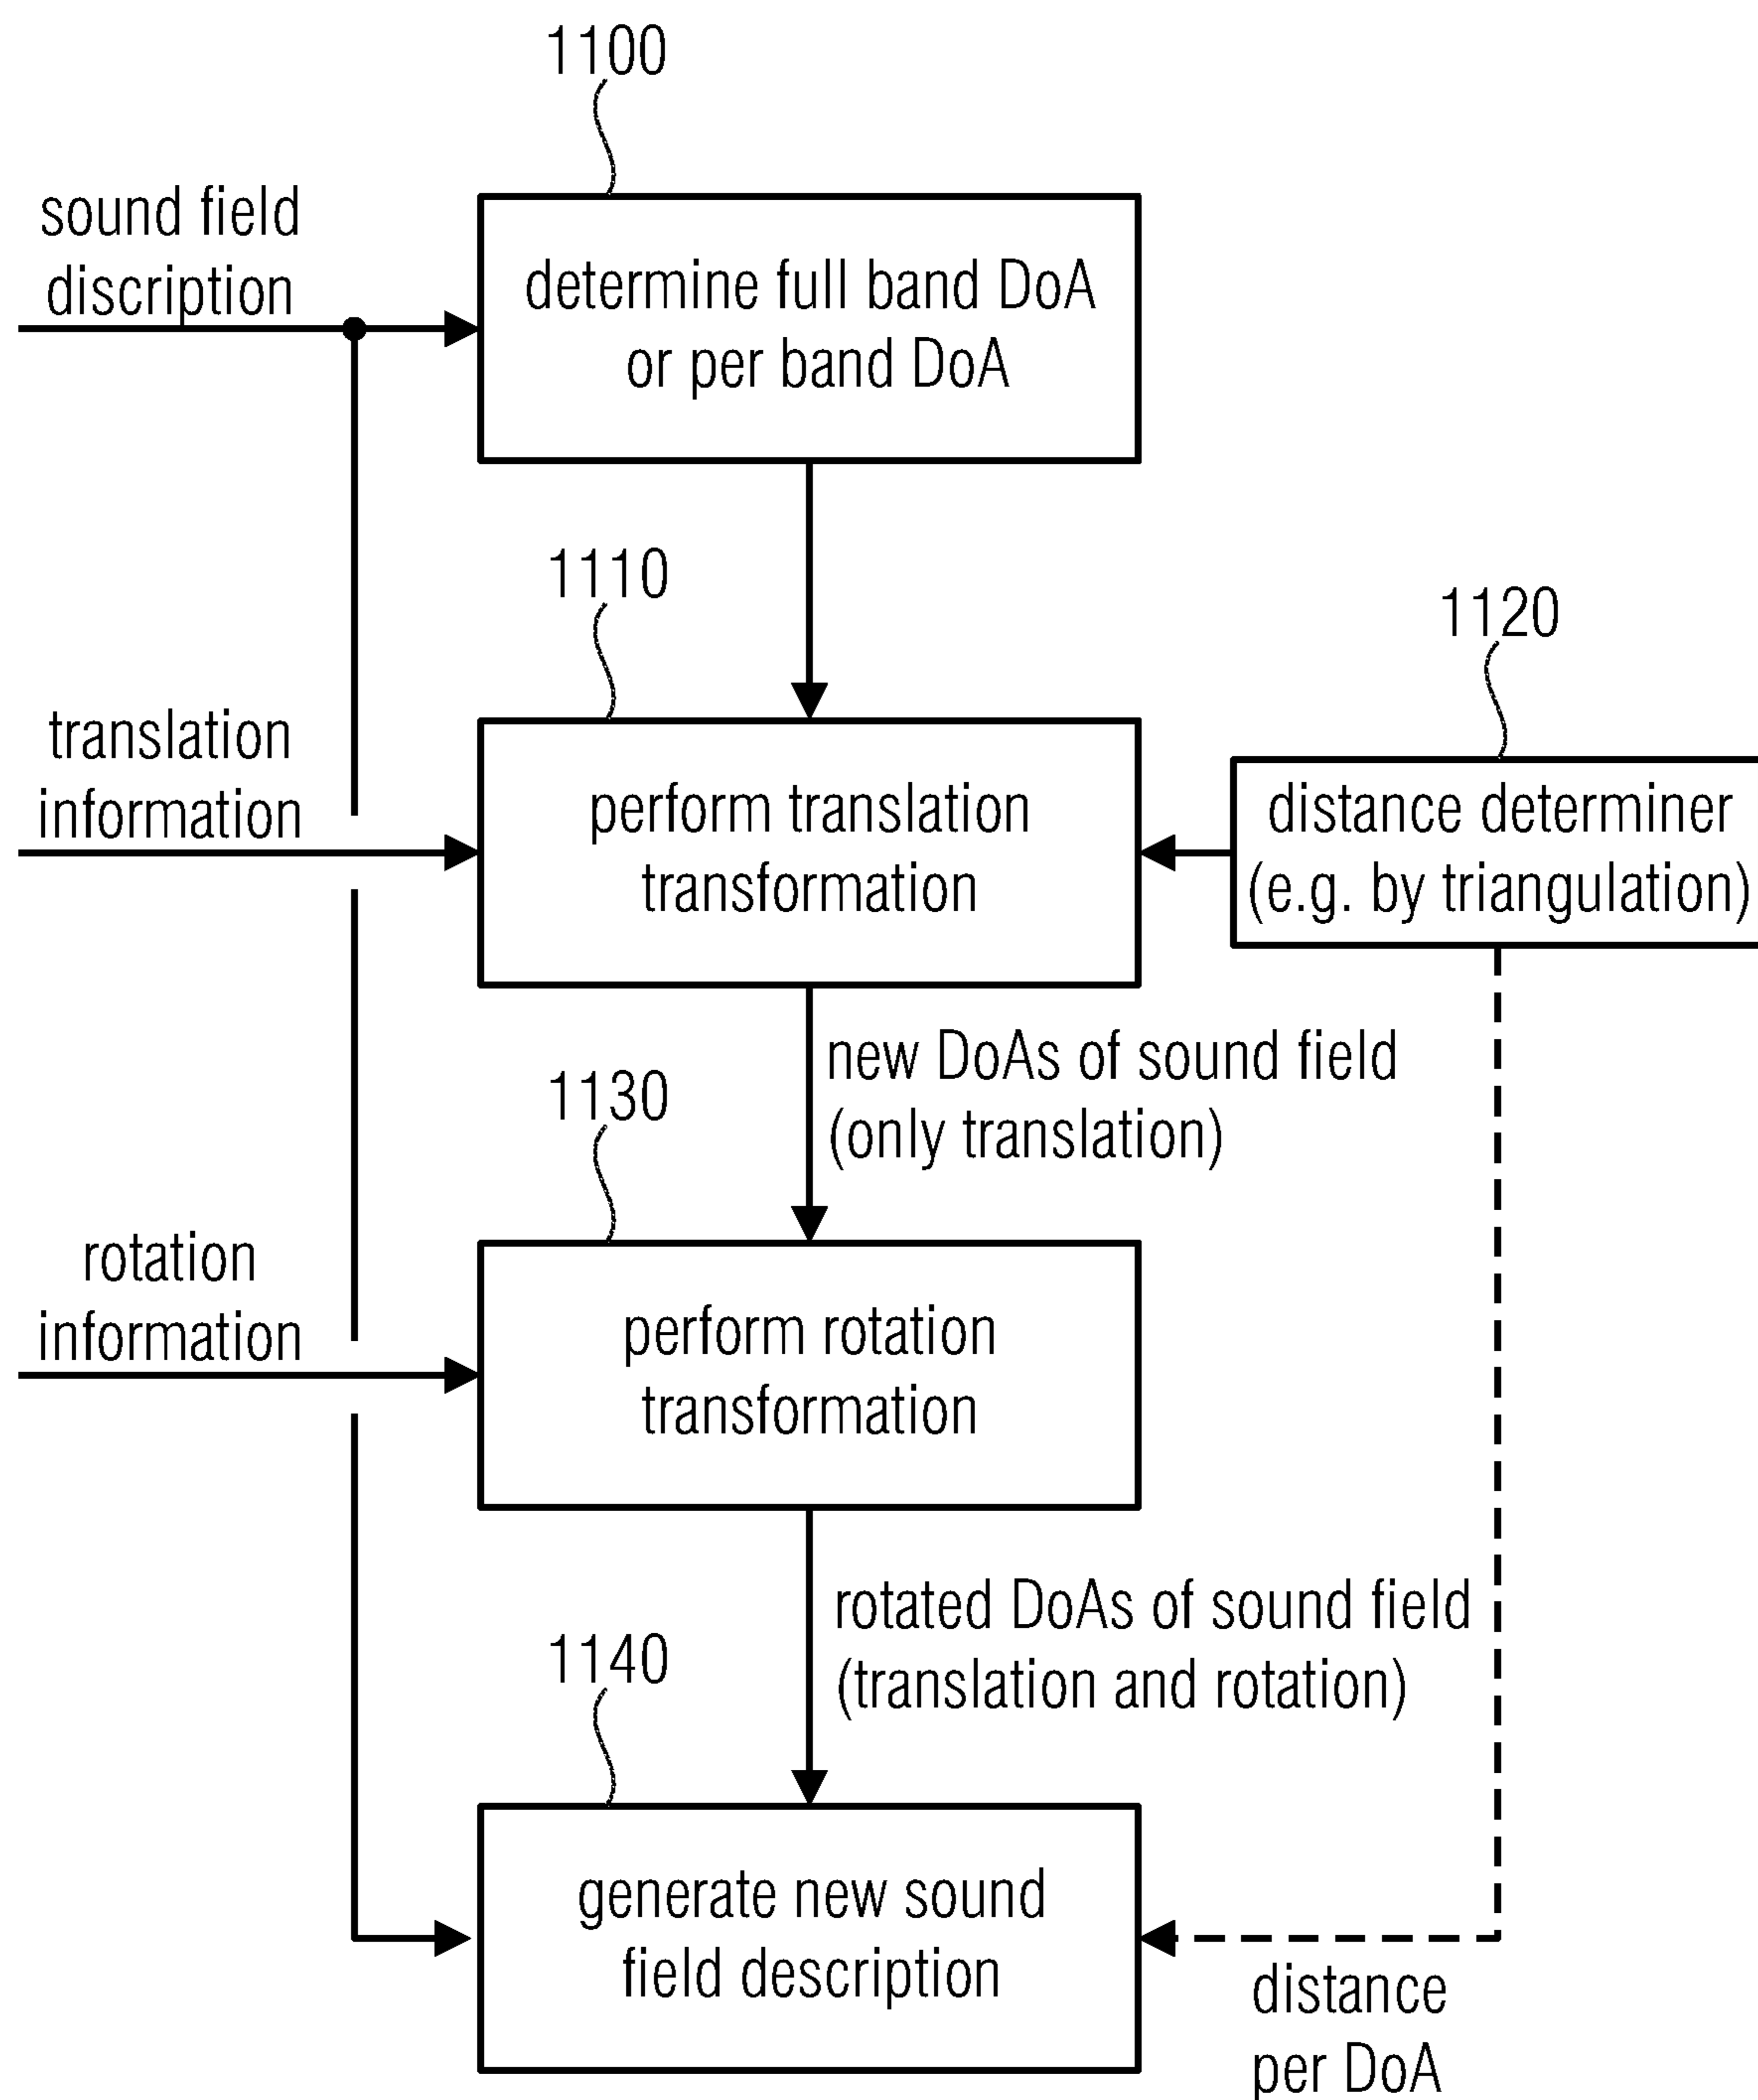 1100
sound field
discription
determine full band DoA
or per band DoA
1110
1120
translation
information
perform translation
transformation
distance determiner
(e.g. by triangulation)
new DoAs of sound field
(only translation)
1130
rotation
information
perform rotation
transformation
rotated DoAs of sound field
(translation and rotation)
1140
generate new sound
field description
distance
per DoA